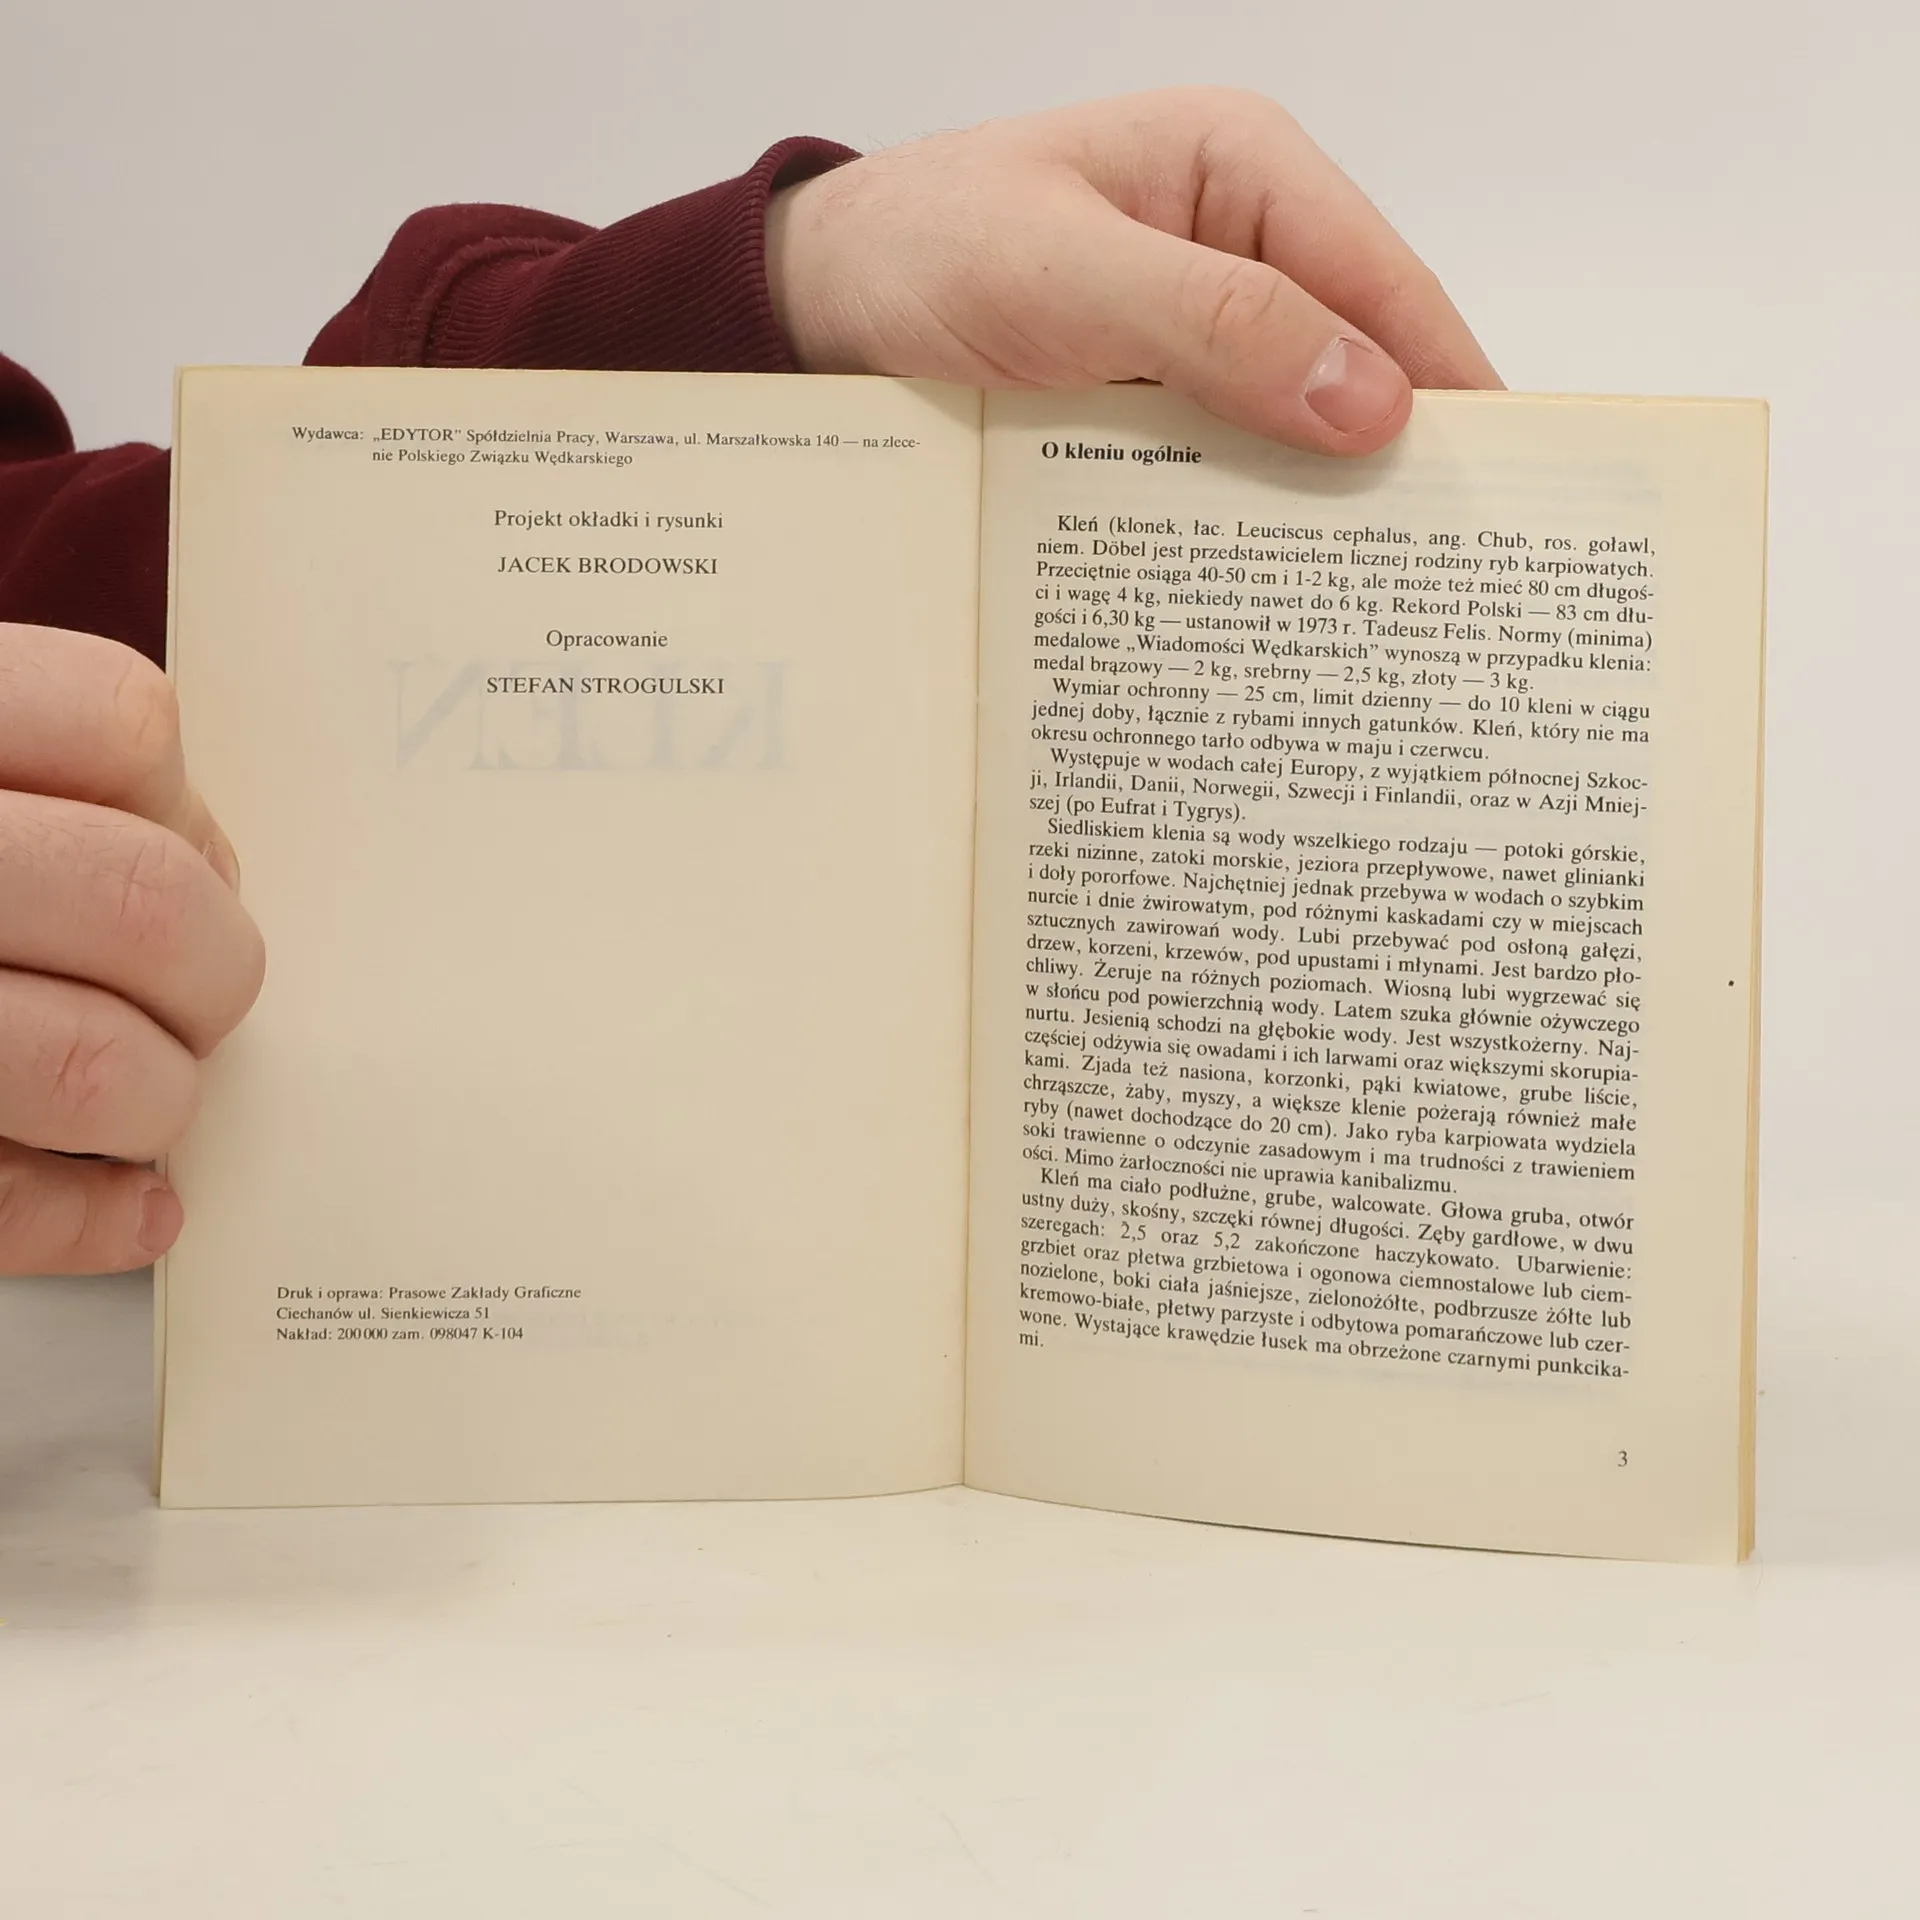 Wydawca: „EDYTOR” Spółdzielnia Pracy, Warszawa, ul. Marszałkowska 140 — na zlece-
nie Polskiego Związku Wędkarskiego
Projekt okładki i rysunki
JACEK BRODOWSKI
Opracowanie
STEFAN STROGULSKI
KLEŃ
Druk i oprawa: Prasowe Zakłady Graficzne
Ciechanów ul. Sienkiewicza 51
Nakład: 200 000 zam. 098047 K-104
O kleniu ogólnie
Kleń (klonek, łac. Leuciscus cephalus, ang. Chub, ros. goławl,
niem. Döbel jest przedstawicielem licznej rodziny ryb karpiowatych.
Przeciętnie osiąga 40-50 cm i 1-2 kg, ale może też mieć 80 cm długoś-
ci i wagę 4 kg, niekiedy nawet do 6 kg. Rekord Polski — 83 cm dłu-
gości i 6,30 kg — ustanowił w 1973 r. Tadeusz Felis. Normy (minima)
medalowe „Wiadomości Wędkarskich” wynoszą w przypadku klenia:
medal brązowy — 2 kg, srebrny — 2,5 kg, złoty — 3 kg.
Wymiar ochronny — 25 cm, limit dzienny — do 10 kleni w ciągu
jednej doby, łącznie z rybami innych gatunków. Kleń, który nie ma
okresu ochronnego tarło odbywa w maju i czerwcu.
Występuje w wodach całej Europy, z wyjątkiem północnej Szkoc-
ji, Irlandii, Danii, Norwegii, Szwecji i Finlandii, oraz w Azji Mniej-
szej (po Eufrat i Tygrys).
Siedliskiem klenia są wody wszelkiego rodzaju — potoki górskie,
rzeki nizinne, zatoki morskie, jeziora przepływowe, nawet glinianki
i doły pororfowe. Najchętniej jednak przebywa w wodach o szybkim
nurcie i dnie żwirowatym, pod różnymi kaskadami czy w miejscach
sztucznych zawirowań wody. Lubi przebywać pod osłoną gałęzi,
drzew, korzeni, krzewów, pod upustami i młynami. Jest bardzo pło-
chliwy. Żeruje na różnych poziomach. Wiosną lubi wygrzewać się
w słońcu pod powierzchnią wody. Latem szuka głównie ożywczego
nurtu. Jesienią schodzi na głębokie wody. Jest wszystkożerny. Naj-
częściej odżywia się owadami i ich larwami oraz większymi skorupia-
kami. Zjada też nasiona, korzonki, pąki kwiatowe, grube liście,
chrząszcze, żaby, myszy, a większe klenie pożerają również małe
ryby (nawet dochodzące do 20 cm). Jako ryba karpiowata wydziela
soki trawienne o odczynie zasadowym i ma trudności z trawieniem
ości. Mimo żarłoczności nie uprawia kanibalizmu.
Kleń ma ciało podłużne, grube, walcowate. Głowa gruba, otwór
ustny duży, skośny, szczęki równej długości. Zęby gardłowe, w dwu
szeregach: 2,5 oraz 5,2 zakończone haczykowato. Ubarwienie:
grzbiet oraz płetwa grzbietowa i ogonowa ciemnostalowe lub ciem-
nozielone, boki ciała jaśniejsze, zielonożółte, podbrzusze żółte lub
kremowo-białe, płetwy parzyste i odbytowa pomarańczowe lub czer-
wone. Wystające krawędzie łusek ma obrzeżone czarnymi punkcika-
mi.
3